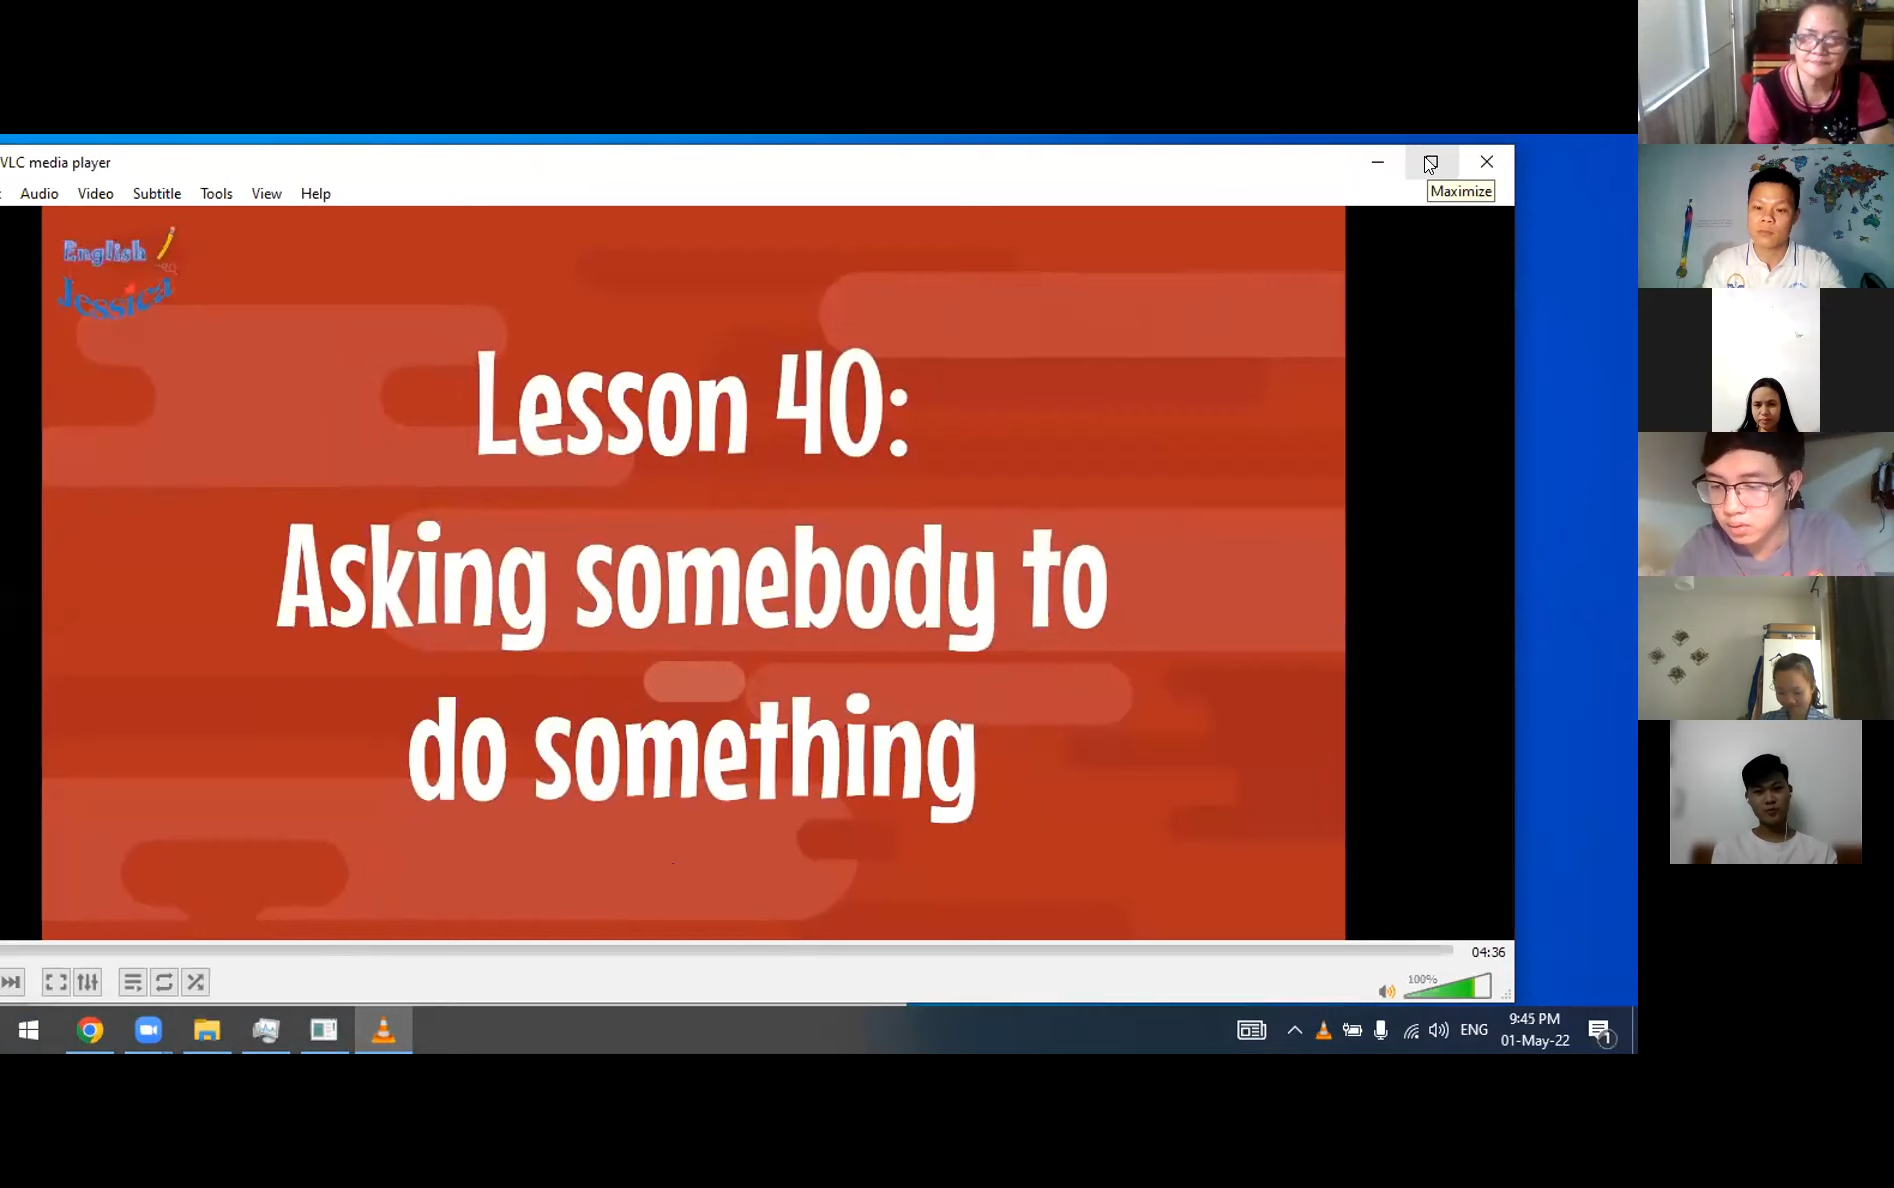 VLC media player
Audio Video Subtitle Tools View Help
Maximize
English
Jessica
Lesson 40:
Asking somebody to
do something
04:36
100%
ENG
9:45 PM
01-May-22
1